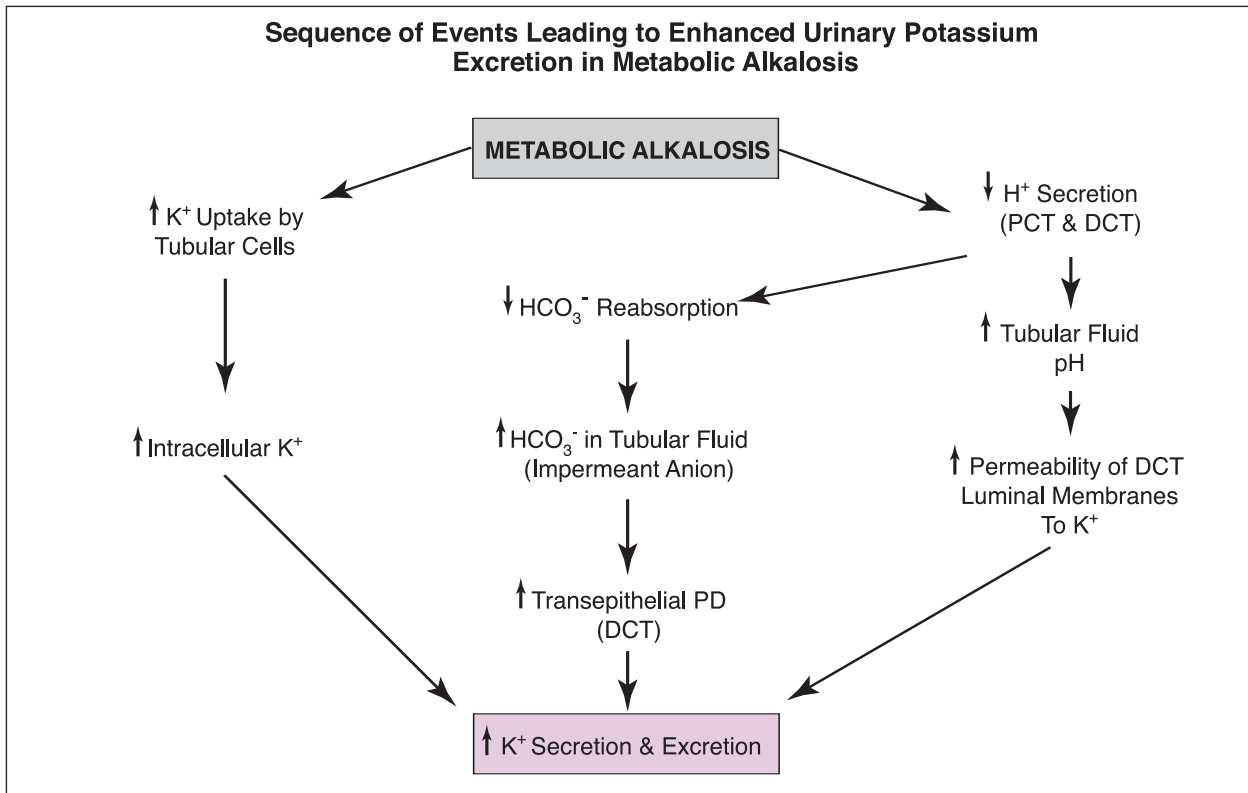 Sequence of Events Leading to Enhanced Urinary Potassium
Excretion in Metabolic Alkalosis
METABOLIC ALKALOSIS
↑ K⁺ Uptake by
Tubular Cells
↑ Intracellular K⁺
↓ HCO₃⁻ Reabsorption
↑ HCO₃⁻ in Tubular Fluid
(Impermeant Anion)
↑ Transepithelial PD
(DCT)
↓ H⁺ Secretion
(PCT & DCT)
↑ Tubular Fluid
pH
↑ Permeability of DCT
Luminal Membranes
To K⁺
↑ K⁺ Secretion & Excretion